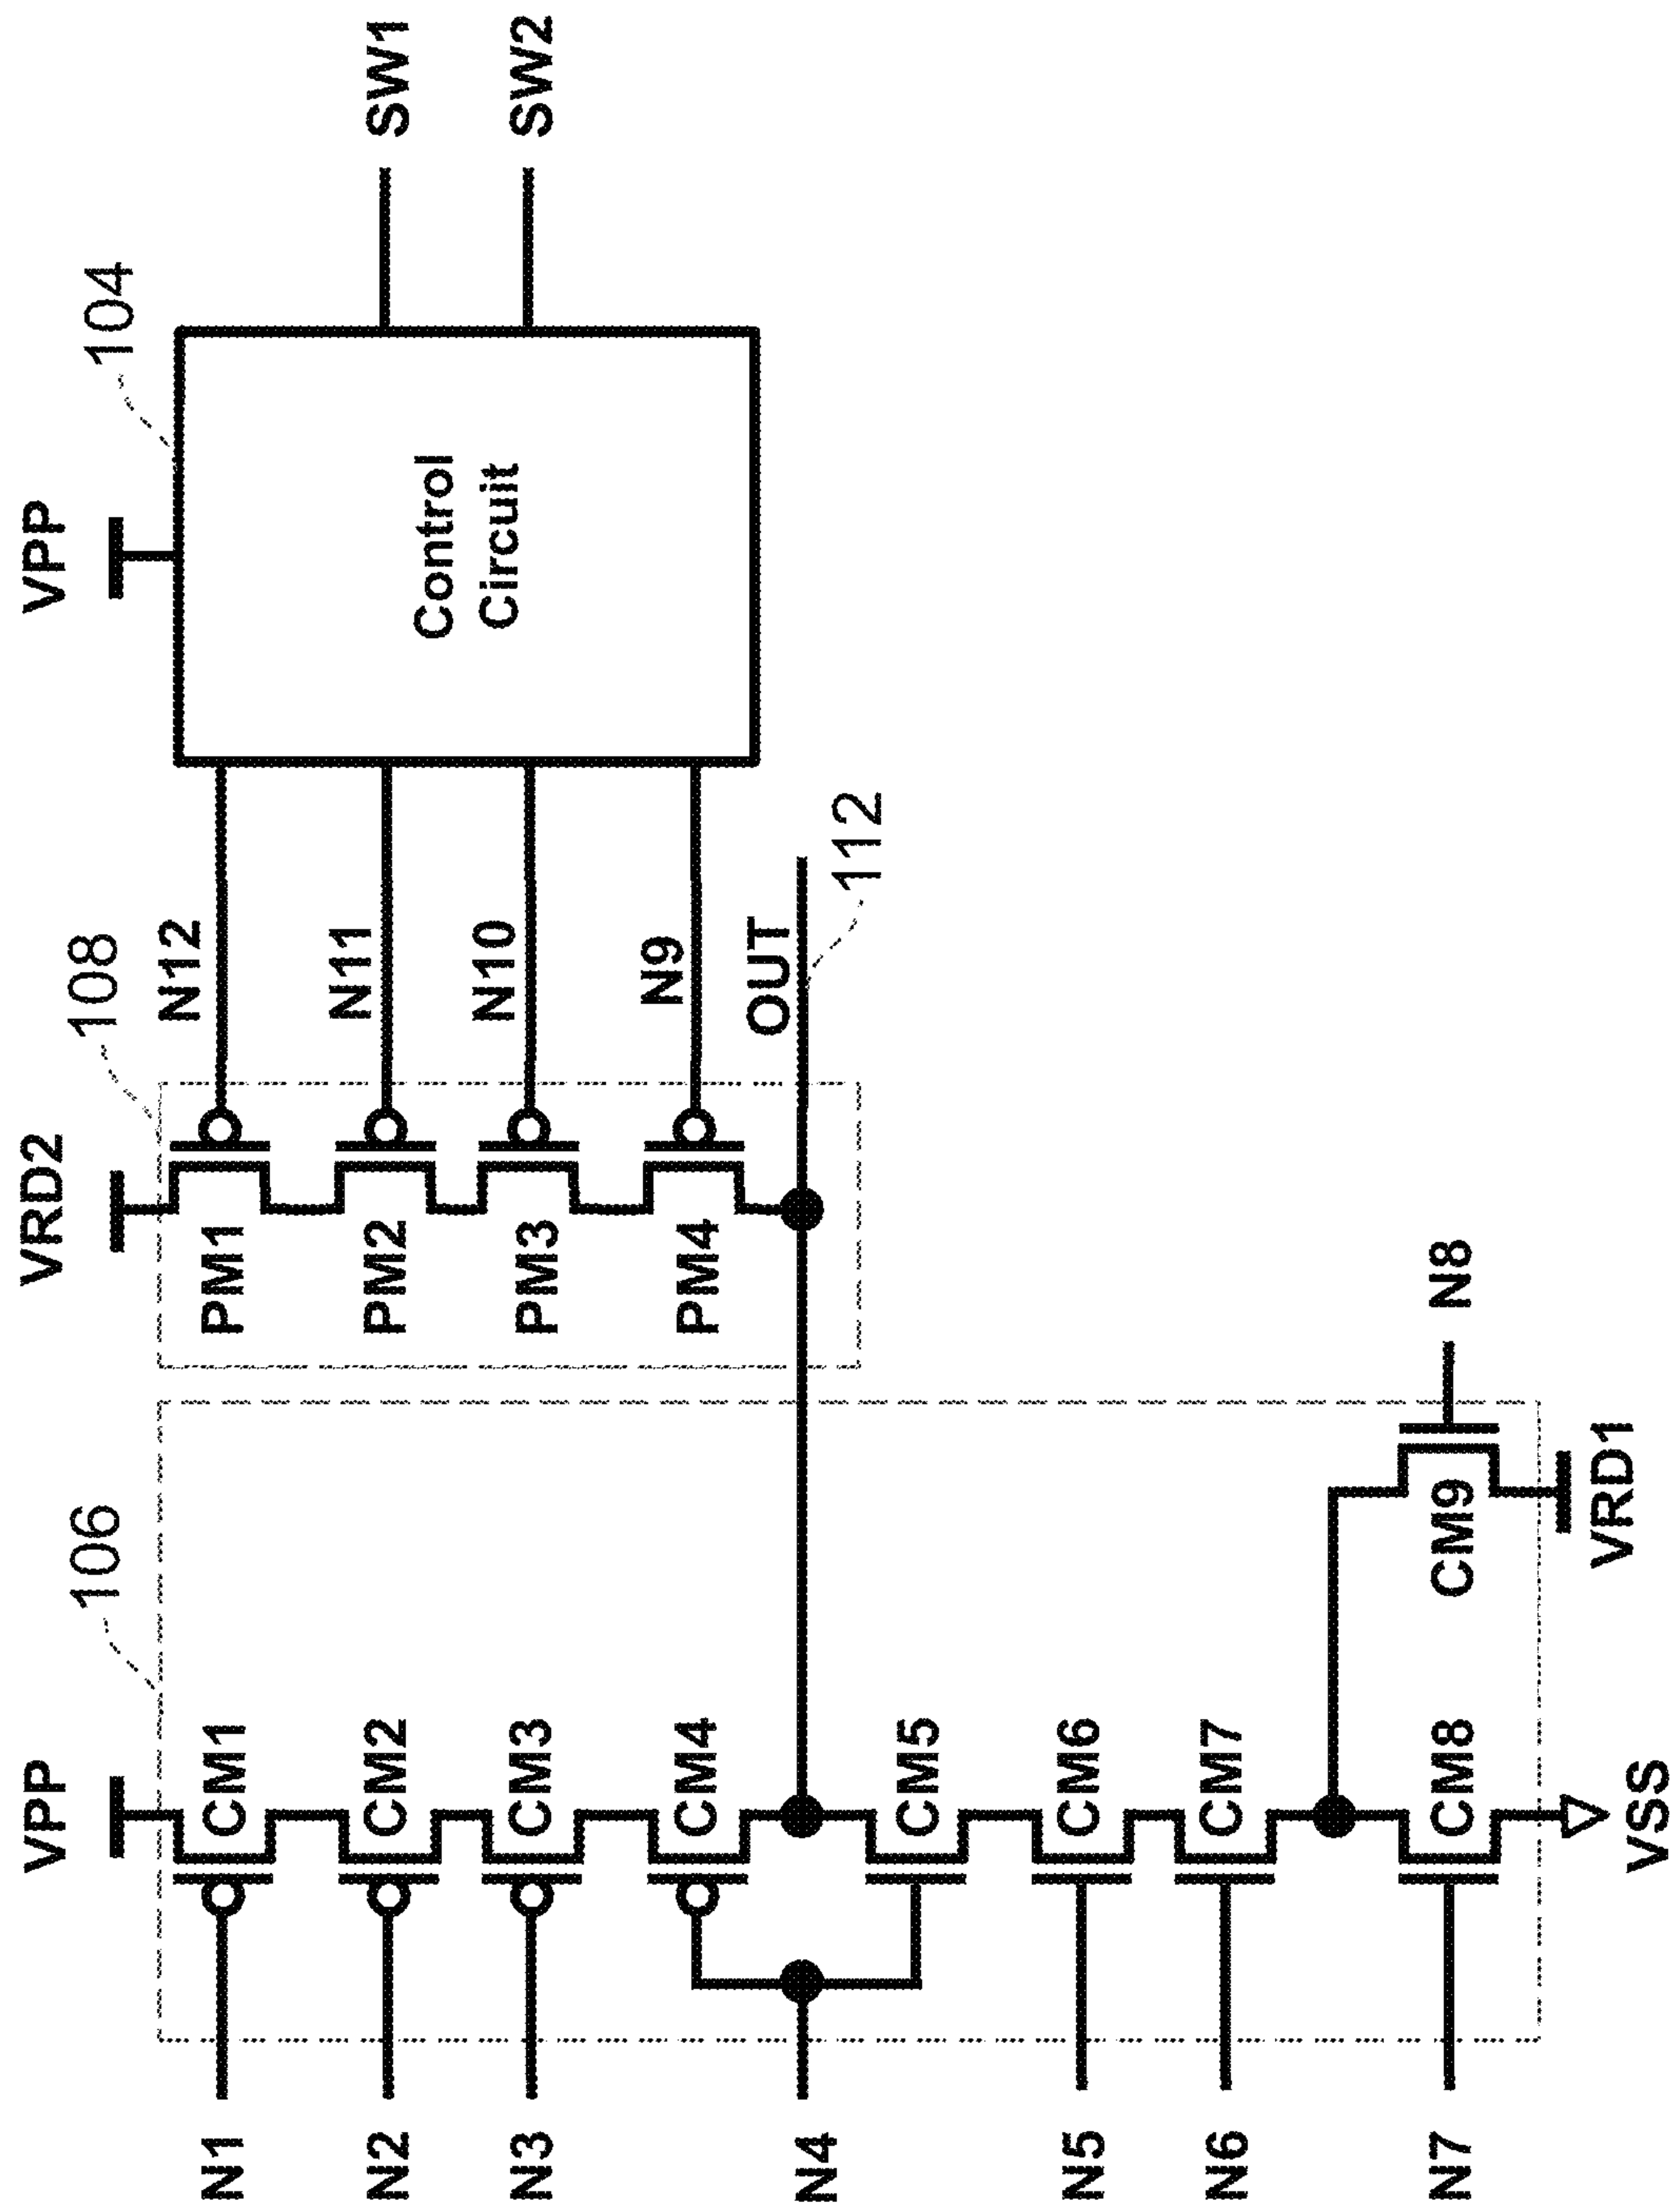 VPP
VRD2
VPP
106
108
104
N1
CM1
PM1
N12
N2
CM2
PM2
N11
SW1
N3
CM3
PM3
N10
Control
Circuit
SW2
CM4
PM4
N9
N4
OUT
112
CM5
N5
CM6
N6
CM7
N7
CM8
CM9
N8
VSS
VRD1